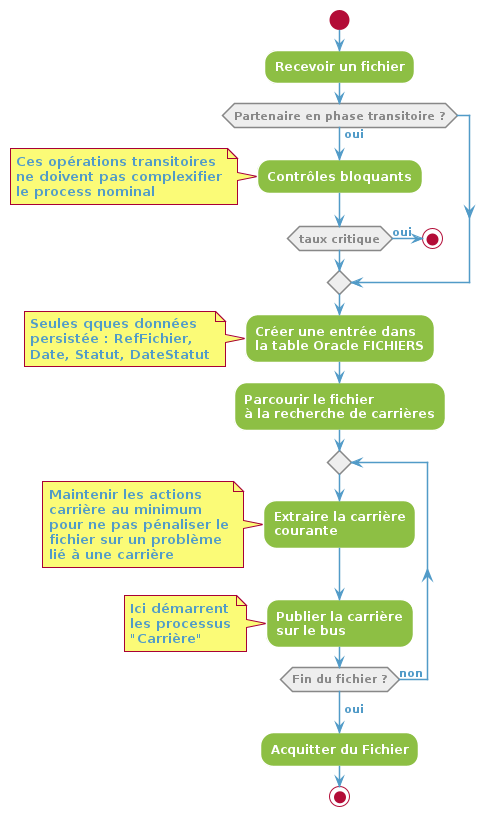 Recevoir un fichier
Partenaire en phase transitoire ?
oui
Ces opérations transitoires
ne doivent pas complexifier
le process nominal
Contrôles bloquants
taux critique
oui
Seules qques données
persistée : RefFichier,
Date, Statut, DateStatut
Créer une entrée dans
la table Oracle FICHIERS
Parcourir le fichier
à la recherche de carrières
Maintenir les actions
carrière au minimum
pour ne pas pénaliser le
fichier sur un problème
lié à une carrière
Extraire la carrière
courante
Ici démarrent
les processus
"Carrière"
Publier la carrière
sur le bus
Fin du fichier ?
non
oui
Acquitter du Fichier